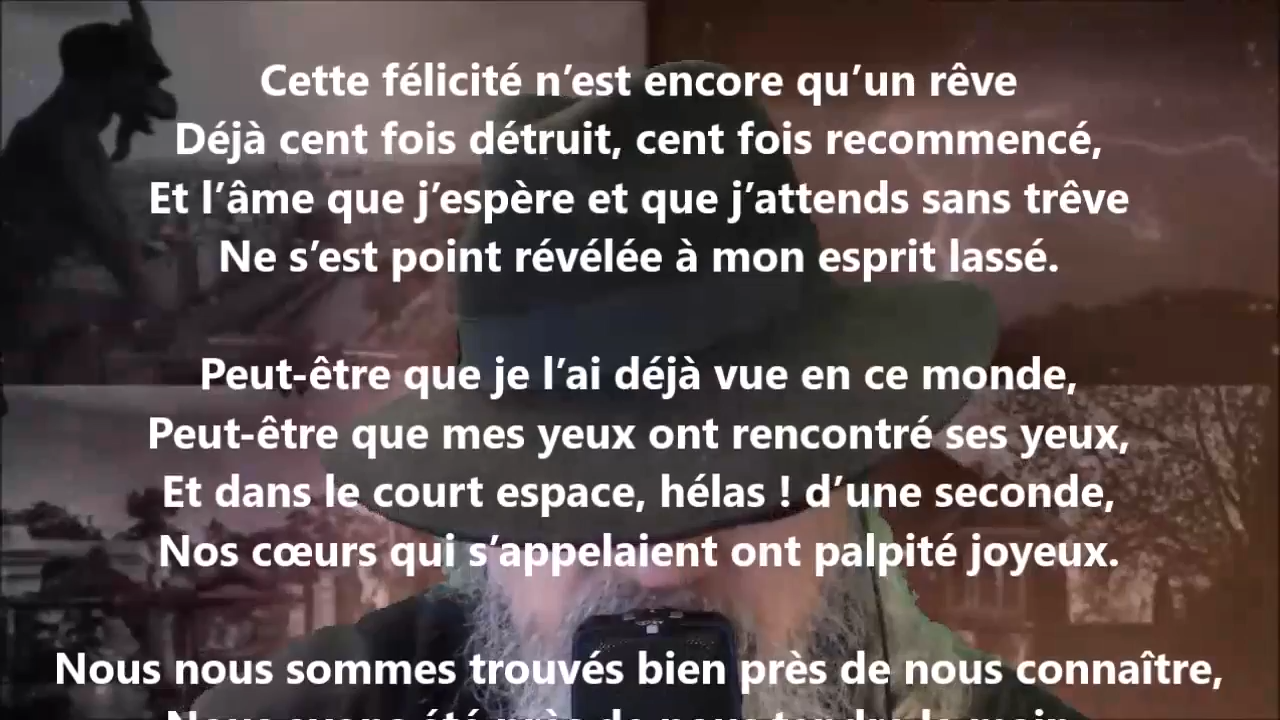 Cette félicité n’est encore qu’un rêve
Déjà cent fois détruit, cent fois recommencé,
Et l’âme que j’espère et que j’attends sans trêve
Ne s’est point révélée à mon esprit lassé.
Peut-être que je l’ai déjà vue en ce monde,
Peut-être que mes yeux ont rencontré ses yeux,
Et dans le court espace, hélas ! d’une seconde,
Nos cœurs qui s’appelaient ont palpité joyeux.
Nous nous sommes trouvés bien près de nous connaître,